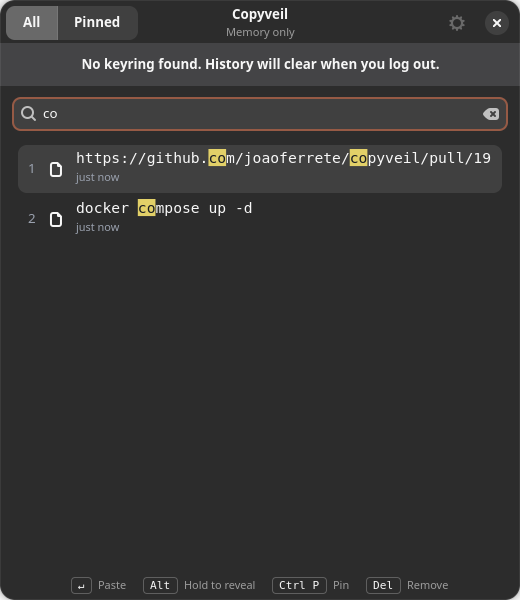 All
Pinned
Copyveil
Memory only
No keyring found. History will clear when you log out.
co
1
https://github.com/joaoferrete/copyveil/pull/19
just now
2
docker compose up -d
just now
↵ Paste Alt Hold to reveal Ctrl P Pin Del Remove